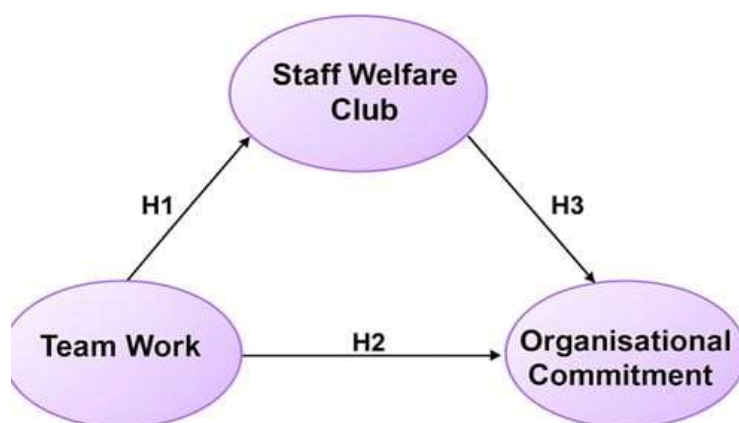 Staff Welfare
Club
H1
H3
Team Work
H2
Organisational
Commitment